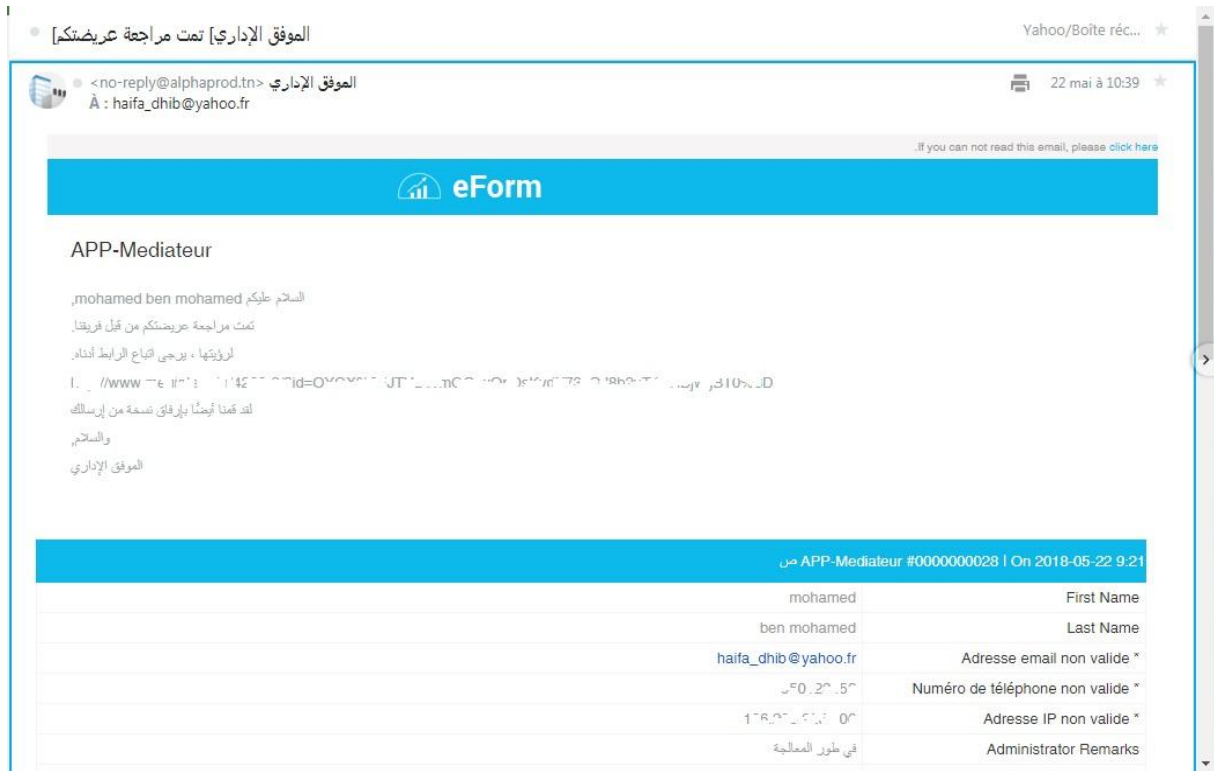 الموفق الإداري] تمت مراجعة عريضتكم]
Yahoo/Boîte réc...
الموفق الإداري <no-reply@alphaprod.tn>
22 mai à 10:39
À : haifa_dhib@yahoo.fr
.If you can not read this email, please click here
eForm
APP-Mediateur
السلام عليكم mohamed ben mohamed,
تمت مراجعة عريضتكم من قبل فريقنا.
لرؤيتها ، يرجى اتباع الرابط أدناه.
لقد قمنا أيضًا بإرفاق نسخة من إرسالك
والسلام,
الموفق الإداري
APP-Mediateur #0000000028 | On 2018-05-22 9:21 ص
First Name mohamed
Last Name ben mohamed
Adresse email non valide * haifa_dhib@yahoo.fr
Numéro de téléphone non valide *
Adresse IP non valide *
Administrator Remarks في طور المعالجة